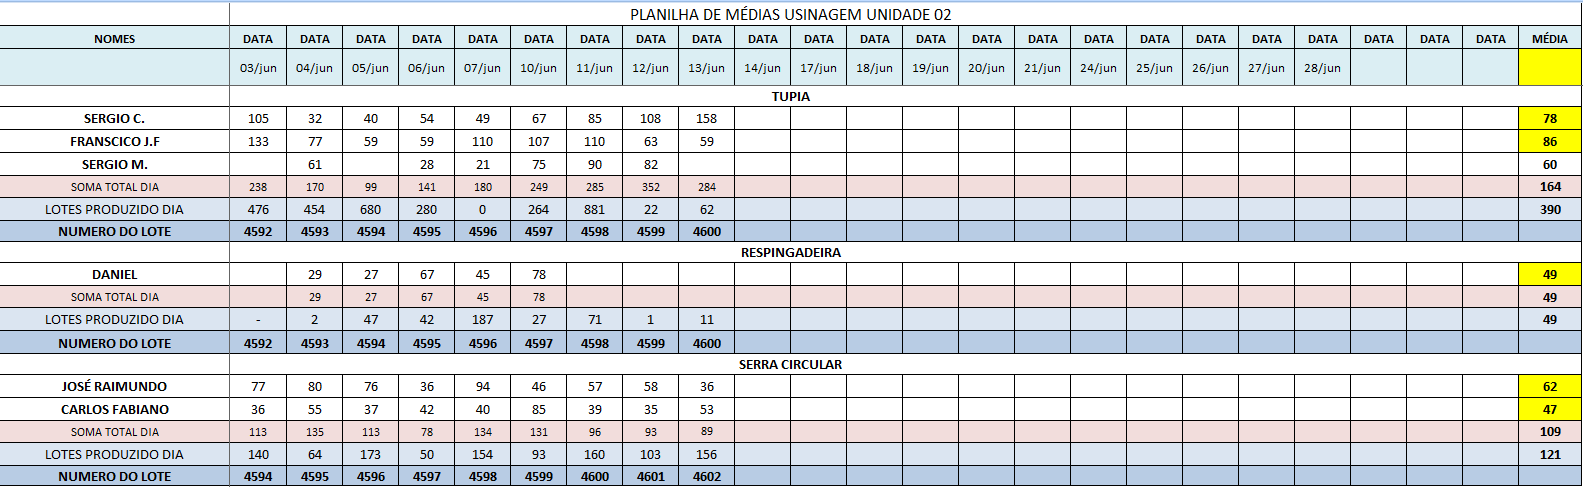 PLANILHA DE MÉDIAS USINAGEM UNIDADE 02
NOMES DATA DATA DATA DATA DATA DATA DATA DATA DATA DATA DATA DATA DATA DATA DATA DATA DATA DATA DATA DATA DATA DATA DATA MÉDIA
03/jun 04/jun 05/jun 06/jun 07/jun 10/jun 11/jun 12/jun 13/jun 14/jun 17/jun 18/jun 19/jun 20/jun 21/jun 24/jun 25/jun 26/jun 27/jun 28/jun
TUPIA
SERGIO C. 105 32 40 54 49 67 85 108 158 78
FRANSCICO J.F 133 77 59 59 110 107 110 63 59 86
SERGIO M. 61 28 21 75 90 82 60
SOMA TOTAL DIA 238 170 99 141 180 249 285 352 284 164
LOTES PRODUZIDO DIA 476 454 680 280 0 264 881 22 62 390
NUMERO DO LOTE 4592 4593 4594 4595 4596 4597 4598 4599 4600
RESPINGADEIRA
DANIEL 29 27 67 45 78 49
SOMA TOTAL DIA 29 27 67 45 78 49
LOTES PRODUZIDO DIA - 2 47 42 187 27 71 1 11 49
NUMERO DO LOTE 4592 4593 4594 4595 4596 4597 4598 4599 4600
SERRA CIRCULAR
JOSÉ RAIMUNDO 77 80 76 36 94 46 57 58 36 62
CARLOS FABIANO 36 55 37 42 40 85 39 35 53 47
SOMA TOTAL DIA 113 135 113 78 134 131 96 93 89 109
LOTES PRODUZIDO DIA 140 64 173 50 154 93 160 103 156 121
NUMERO DO LOTE 4594 4595 4596 4597 4598 4599 4600 4601 4602